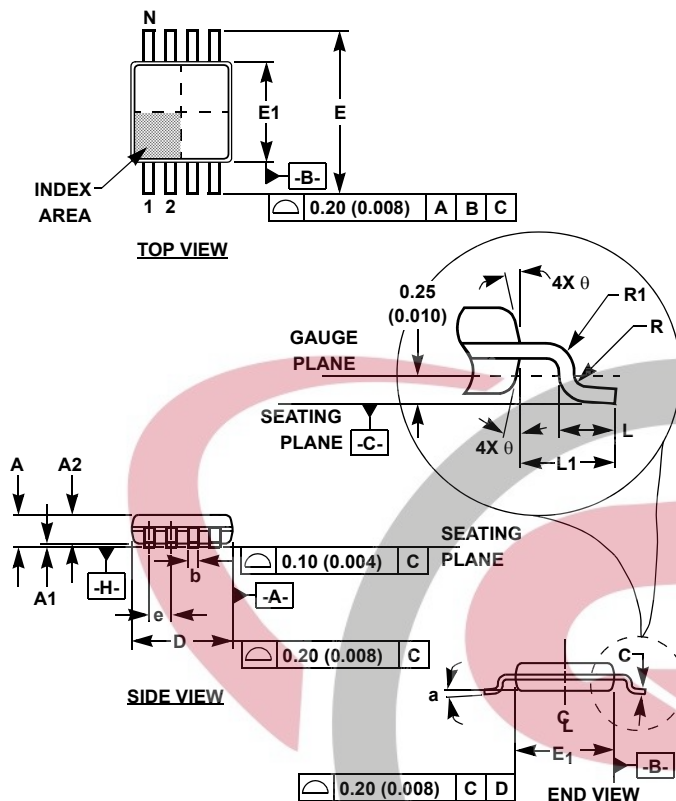 N
E1
E
-B-
INDEX
AREA
1 2
0.20 (0.008) A B C
TOP VIEW
0.25
(0.010)
4X θ
R1
R
GAUGE
PLANE
SEATING
PLANE
-C-
4X θ
L
L1
A A2
SEATING
PLANE
-H-
A1
b
0.10 (0.004) C
e
-A-
D
0.20 (0.008) C
SIDE VIEW
C
a
CL
E1
-B-
0.20 (0.008) C D
END VIEW